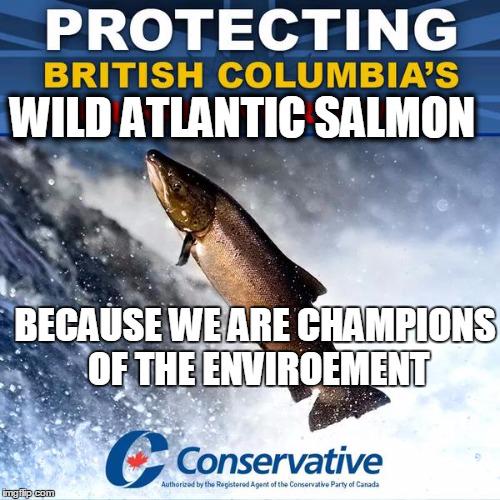 PROTECTING
BRITISH COLUMBIA'S
WILD ATLANTIC SALMON
BECAUSE WE ARE CHAMPIONS
OF THE ENVIROEMENT
Conservative
Authorized by the Registered Agent of the Conservative Party of Canada
imgflip.com